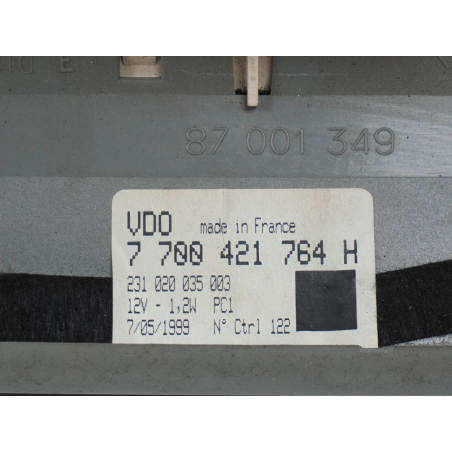 87 001 349
VDO made in France
7 700 421 764 H
231 020 035 003
12V - 1,2W PC1
7/05/1999 N° Ctrl 122